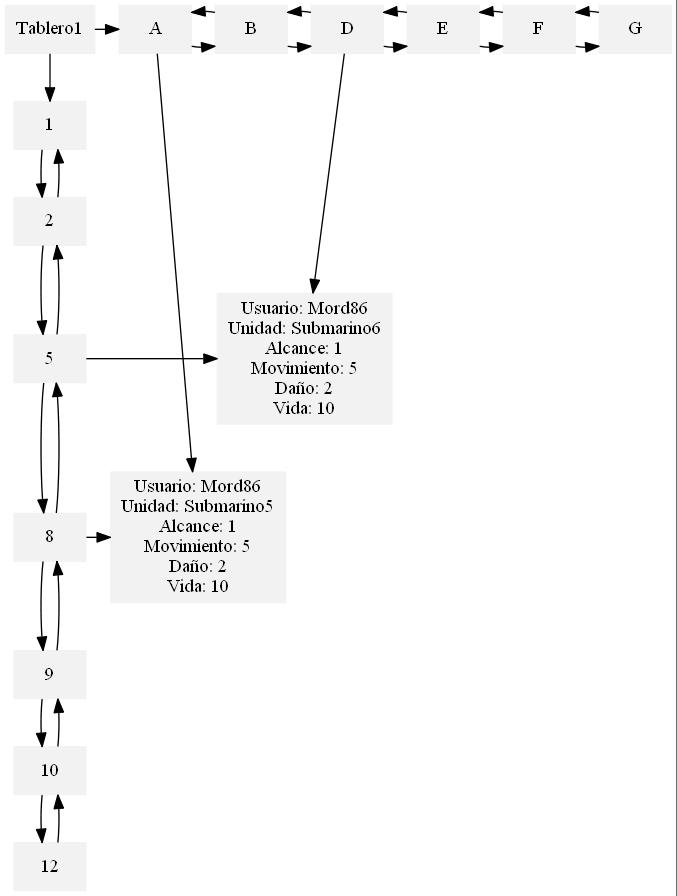 Tablero1
A
B
D
E
F
G
1
2
5
Usuario: Mord86
Unidad: Submarino6
Alcance: 1
Movimiento: 5
Daño: 2
Vida: 10
8
Usuario: Mord86
Unidad: Submarino5
Alcance: 1
Movimiento: 5
Daño: 2
Vida: 10
9
10
12